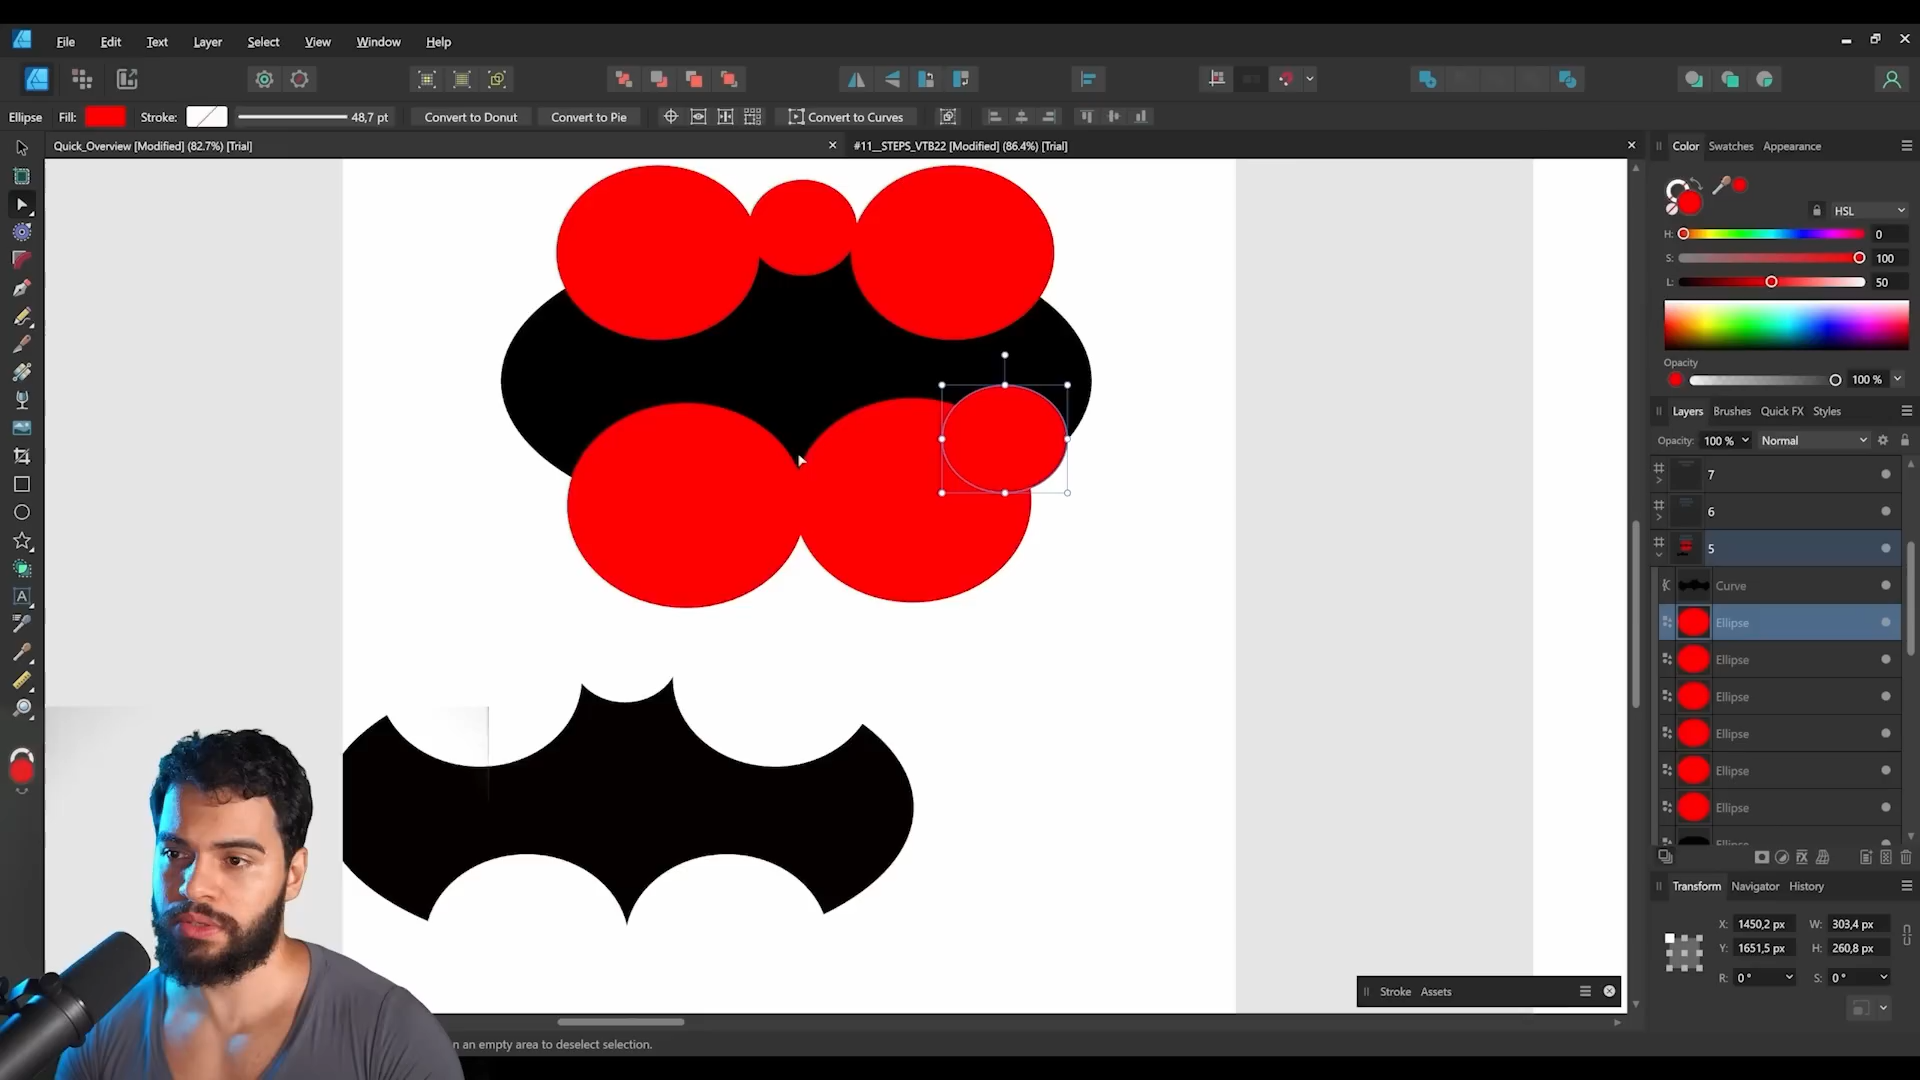 File Edit Text Layer Select View Window Help
Ellipse Fill: Stroke: 48,7 pt Convert to Donut Convert to Pie Convert to Curves
Quick_Overview [Modified] (82.7%) [Trial]
#11__STEPS_VTB22 [Modified] (86.4%) [Trial]
Color Swatches Appearance
HSL
H: 0
S: 100
L: 50
Opacity
100 %
Layers Brushes Quick FX Styles
Opacity: 100 % Normal
7
6
5
Curve
Ellipse
Ellipse
Ellipse
Ellipse
Ellipse
Ellipse
Ellipse
Transform Navigator History
X: 1450,2 px W: 303,4 px
Y: 1651,5 px H: 260,8 px
R: 0 ° S: 0 °
Stroke Assets
n an empty area to deselect selection.
A